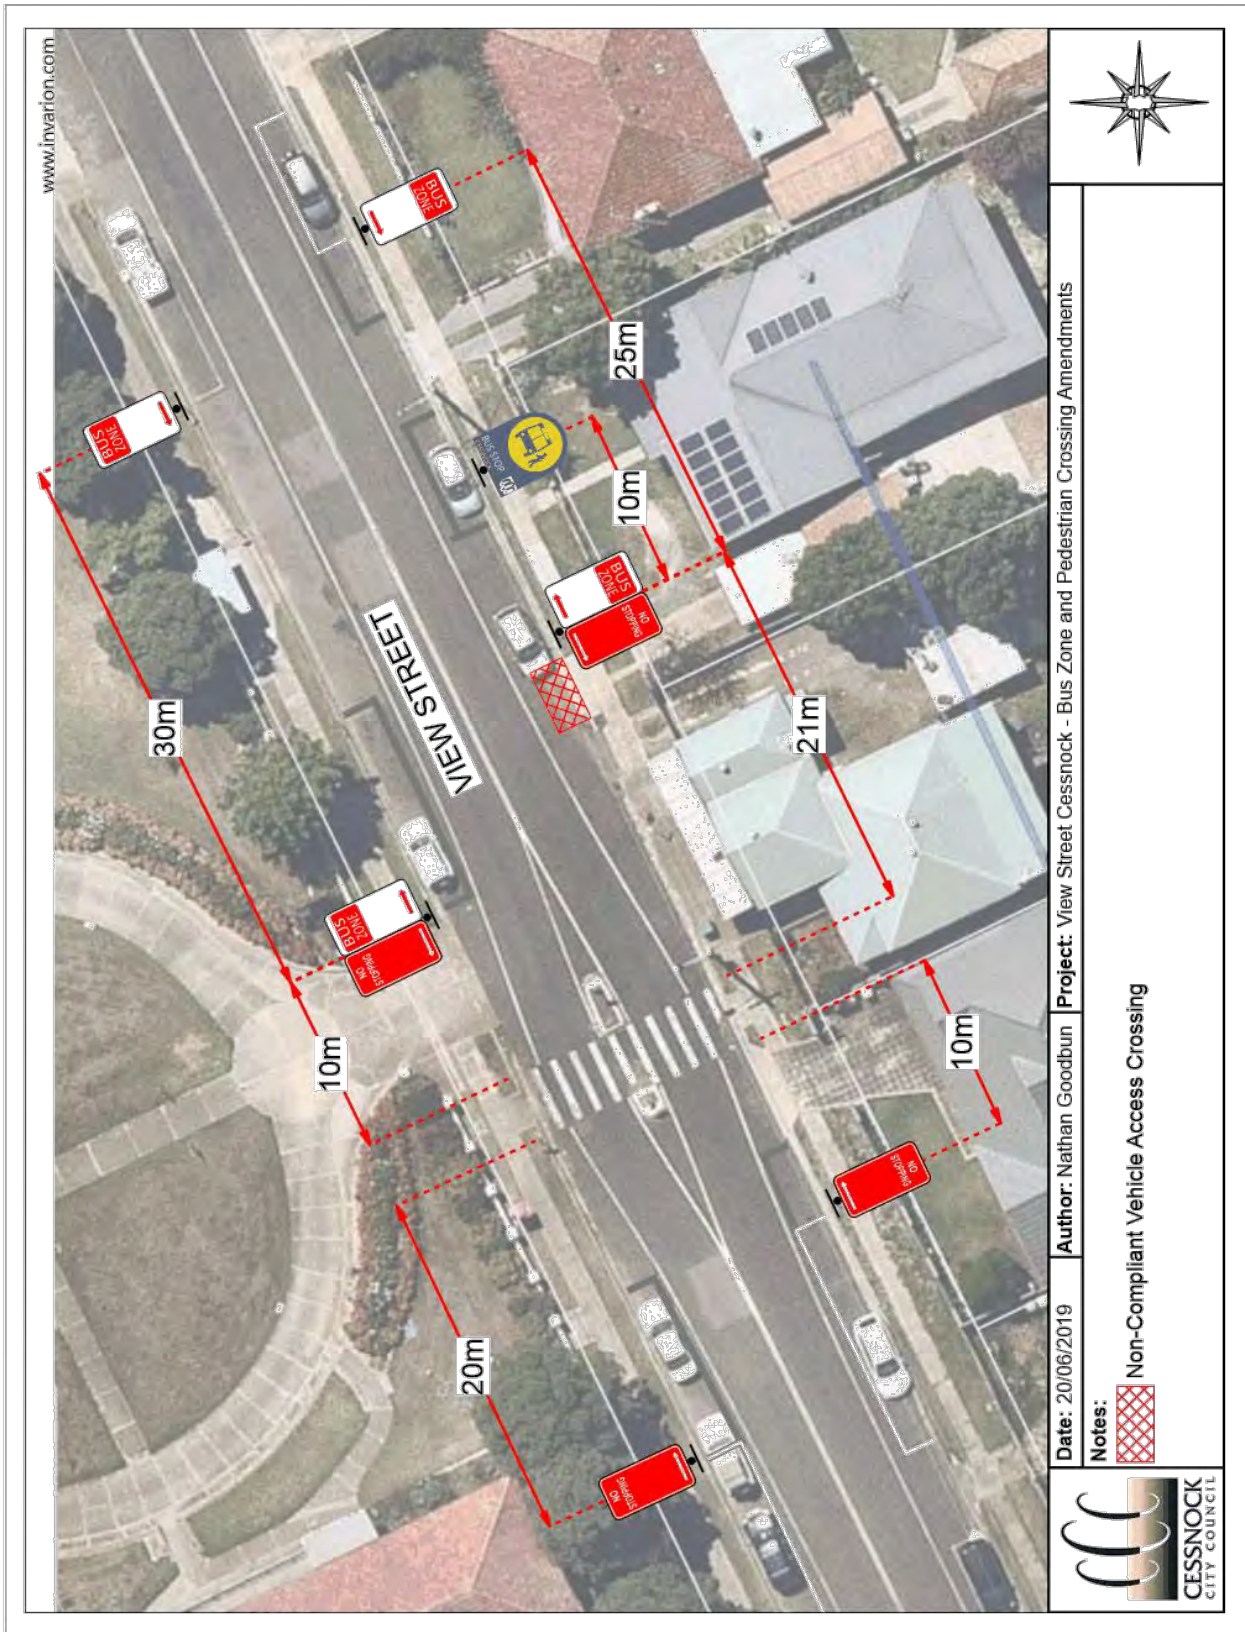 www.invarion.com
BUS
ZONE
BUS
ZONE
25m
BUS STOP
10m
30m
VIEW STREET
BUS
ZONE
NO
STOPPING
21m
BUS
ZONE
NO
STOPPING
10m
10m
NO
STOPPING
20m
NO
STOPPING
CESSNOCK
CITY COUNCIL
Date: 20/06/2019
Author: Nathan Goodbun
Project: View Street Cessnock - Bus Zone and Pedestrian Crossing Amendments
Notes:
Non-Compliant Vehicle Access Crossing